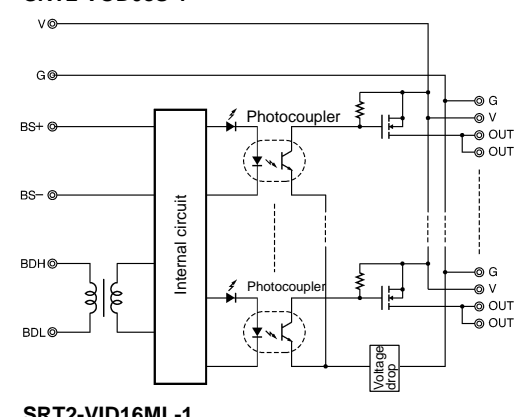 V
G
BS+
BS–
BDH
BDL
Internal circuit
Photocoupler
Photocoupler
Voltage
drop
G
V
OUT
OUT
G
V
OUT
OUT
SRT2-VID16ML-1